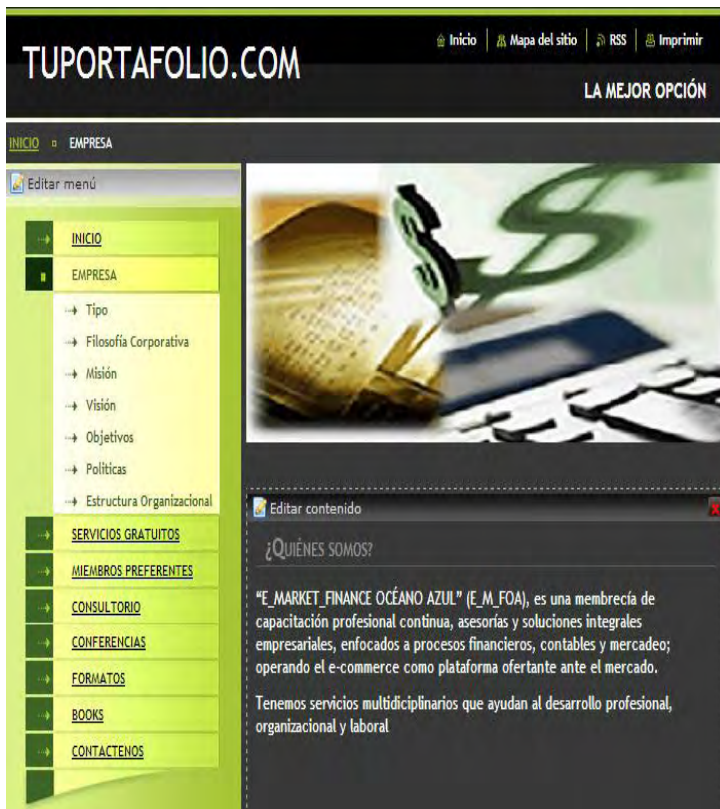 TUPORTAFOLIO.COM
Inicio | Mapa del sitio | RSS | Imprimir
LA MEJOR OPCIÓN
INICIO EMPRESA
Editar menú
INICIO
EMPRESA
Tipo
Filosofía Corporativa
Misión
Visión
Objetivos
Políticas
Estructura Organizacional
SERVICIOS GRATUITOS
MIEMBROS PREFERENTES
CONSULTORIO
CONFERENCIAS
FORMATOS
BOOKS
CONTACTENOS
Editar contenido
¿QUIÉNES SOMOS?
“E_MARKET_FINANCE OCÉANO AZUL” (E_M_FOA), es una membrecía de
capacitación profesional continua, asesorías y soluciones integrales
empresariales, enfocados a procesos financieros, contables y mercadeo;
operando el e-commerce como plataforma ofertante ante el mercado.
Tenemos servicios multidiciplinarios que ayudan al desarrollo profesional,
organizacional y laboral